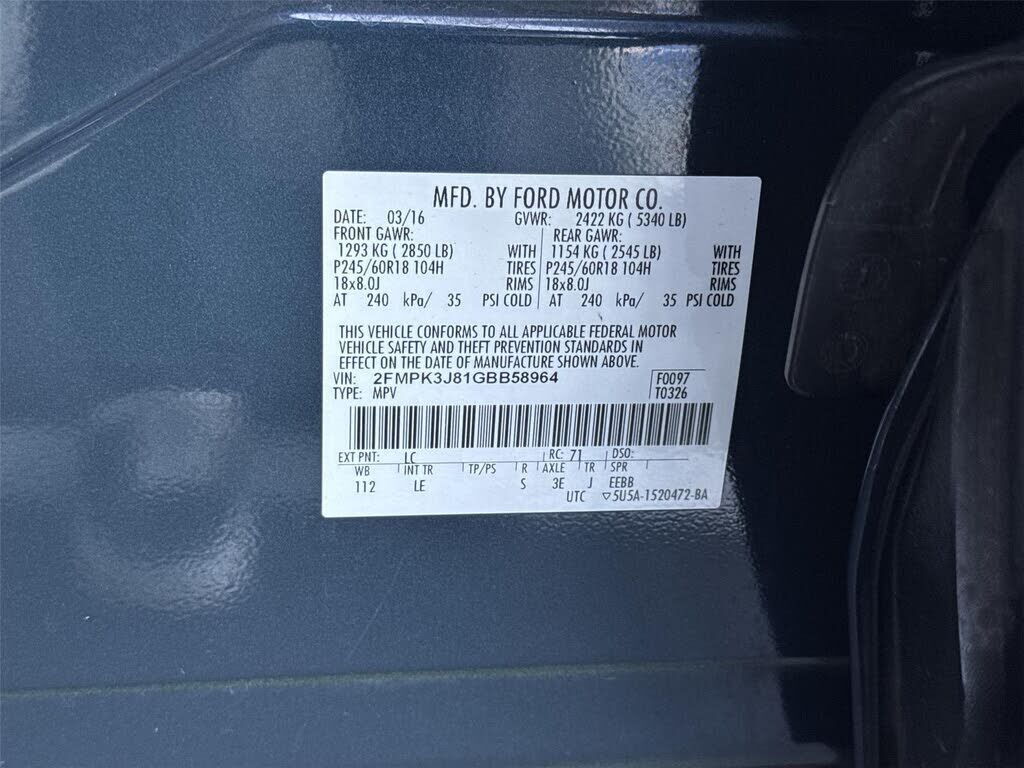 MFD. BY FORD MOTOR CO.
DATE: 03/16 GVWR: 2422 KG ( 5340 LB)
FRONT GAWR: REAR GAWR:
1293 KG ( 2850 LB) WITH 1154 KG ( 2545 LB) WITH
P245/60R18 104H TIRES P245/60R18 104H TIRES
18x8.0J RIMS 18x8.0J RIMS
AT 240 kPa/ 35 PSI COLD AT 240 kPa/ 35 PSI COLD
THIS VEHICLE CONFORMS TO ALL APPLICABLE FEDERAL MOTOR
VEHICLE SAFETY AND THEFT PREVENTION STANDARDS IN
EFFECT ON THE DATE OF MANUFACTURE SHOWN ABOVE.
VIN: 2FMPK3J81GBB58964 F0097
TYPE: MPV T0326
EXT PNT: LC RC: 71 DSO:
WB INT TR TP/PS R AXLE TR SPR
112 LE S 3E J EEBB
UTC ▽5U5A-1520472-BA